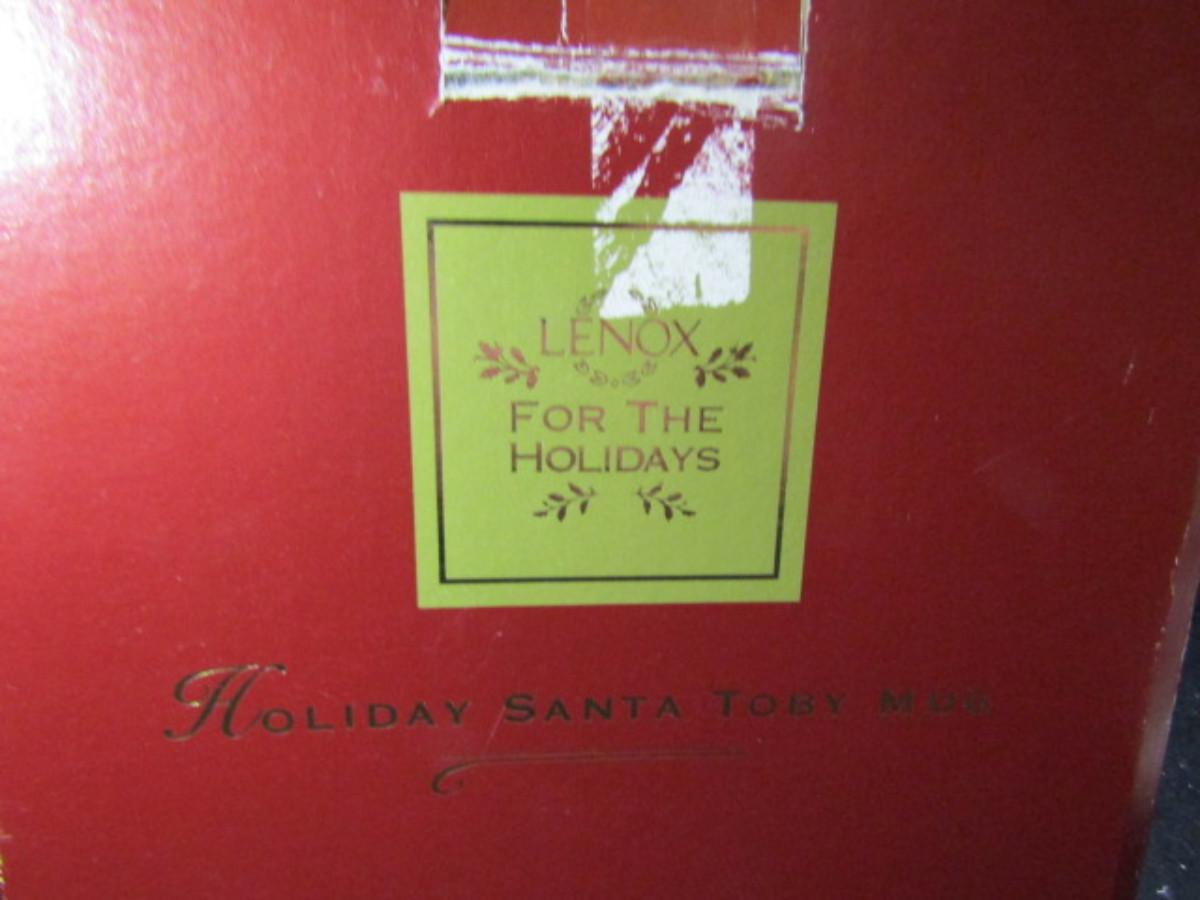 LENOX
FOR THE
HOLIDAYS
HOLIDAY SANTA TOBY MUG